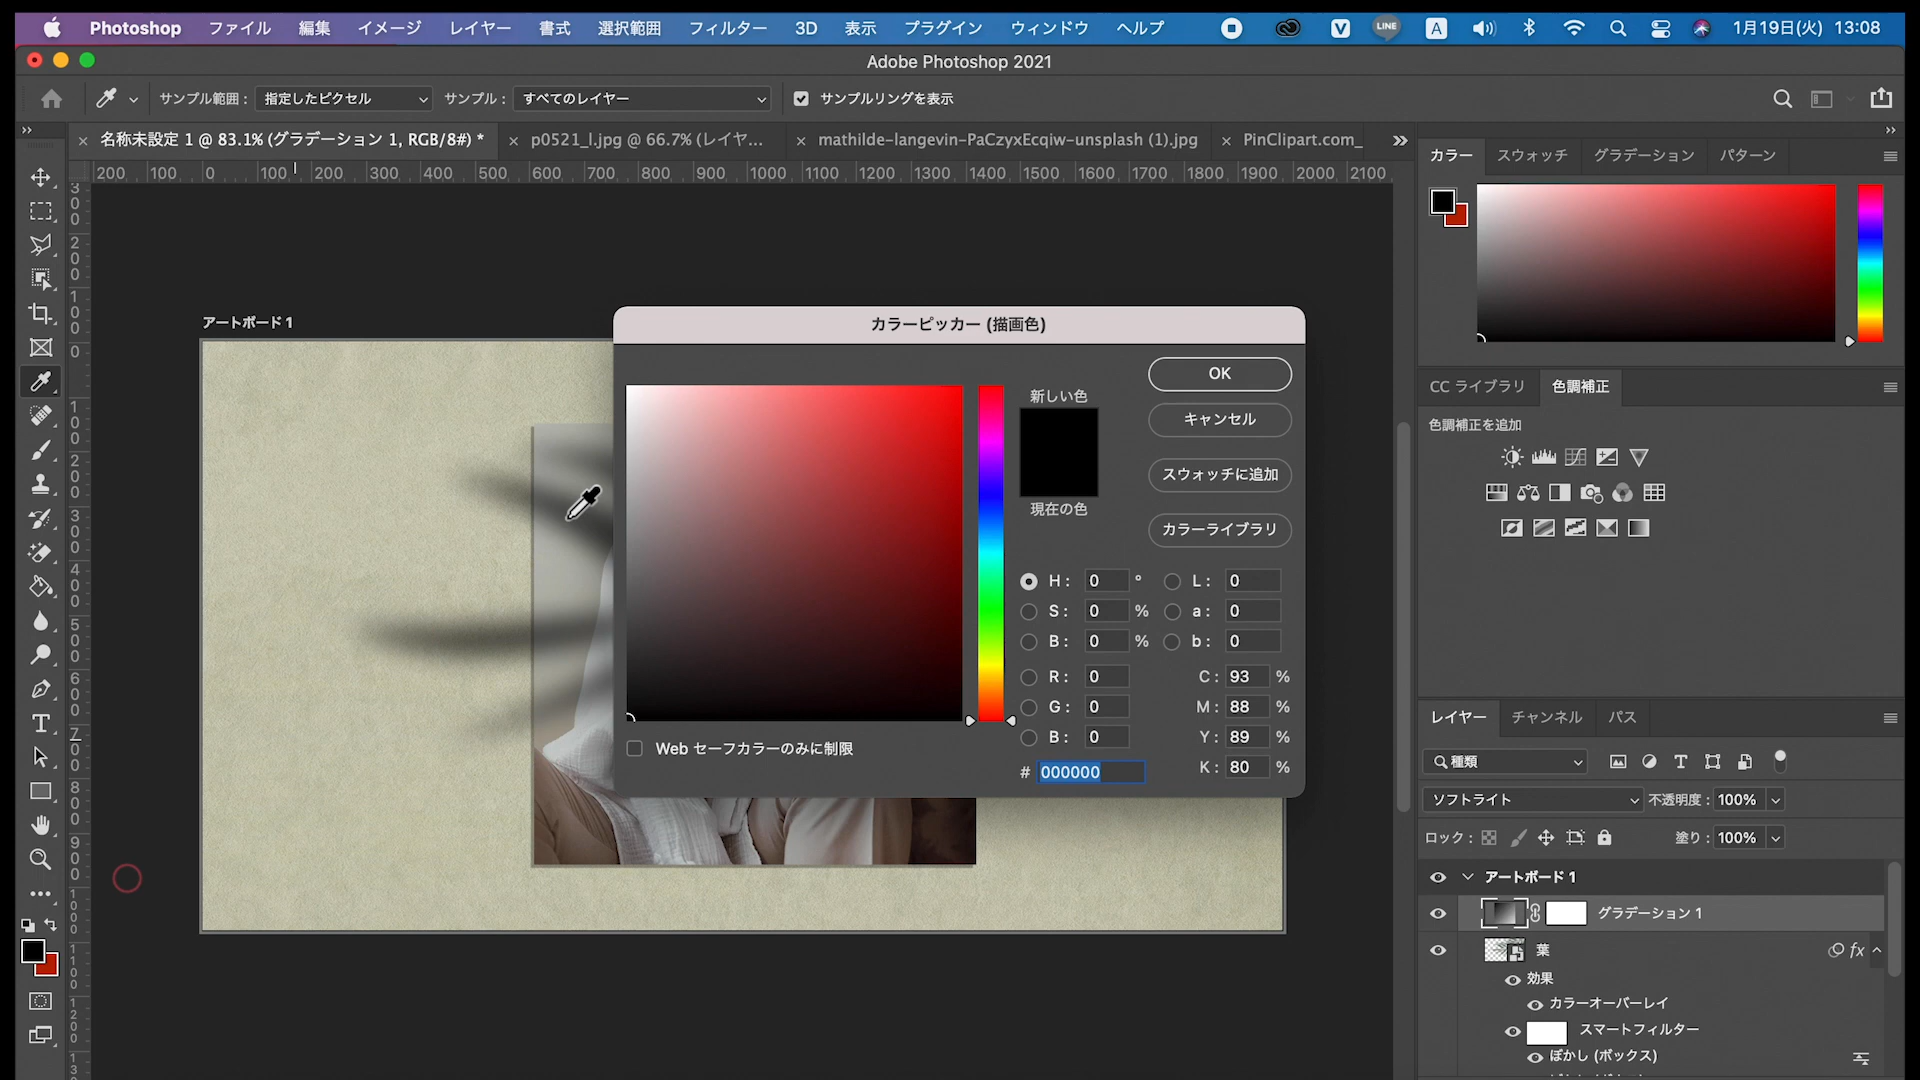 Photoshop ファイル 編集 イメージ レイヤー 書式 選択範囲 フィルター 3D 表示 プラグイン ウィンドウ ヘルプ V LINE A 1月19日(火) 13:08
Adobe Photoshop 2021
サンプル範囲： 指定したピクセル サンプル： すべてのレイヤー サンプルリングを表示
名称未設定 1 @ 83.1% (グラデーション 1, RGB/8#) * p0521_l.jpg @ 66.7% (レイヤ... mathilde-langevin-PaCzyxEcqiw-unsplash (1).jpg PinClipart.com_
200 100 0 100 200 300 400 500 600 700 800 900 1000 1100 1200 1300 1400 1500 1600 1700 1800 1900 2000 2100
アートボード 1
カラーピッカー (描画色)
新しい色
現在の色
OK
キャンセル
スウォッチに追加
カラーライブラリ
H： 0 ° L： 0
S： 0 % a： 0
B： 0 % b： 0
R： 0 C： 93 %
G： 0 M： 88 %
B： 0 Y： 89 %
# 000000 K： 80 %
Web セーフカラーのみに制限
カラー スウォッチ グラデーション パターン
CC ライブラリ 色調補正
色調補正を追加
レイヤー チャンネル パス
種類
ソフトライト 不透明度： 100%
ロック： 塗り： 100%
アートボード 1
グラデーション 1
葉 fx
効果
カラーオーバーレイ
スマートフィルター
ぼかし (ボックス)